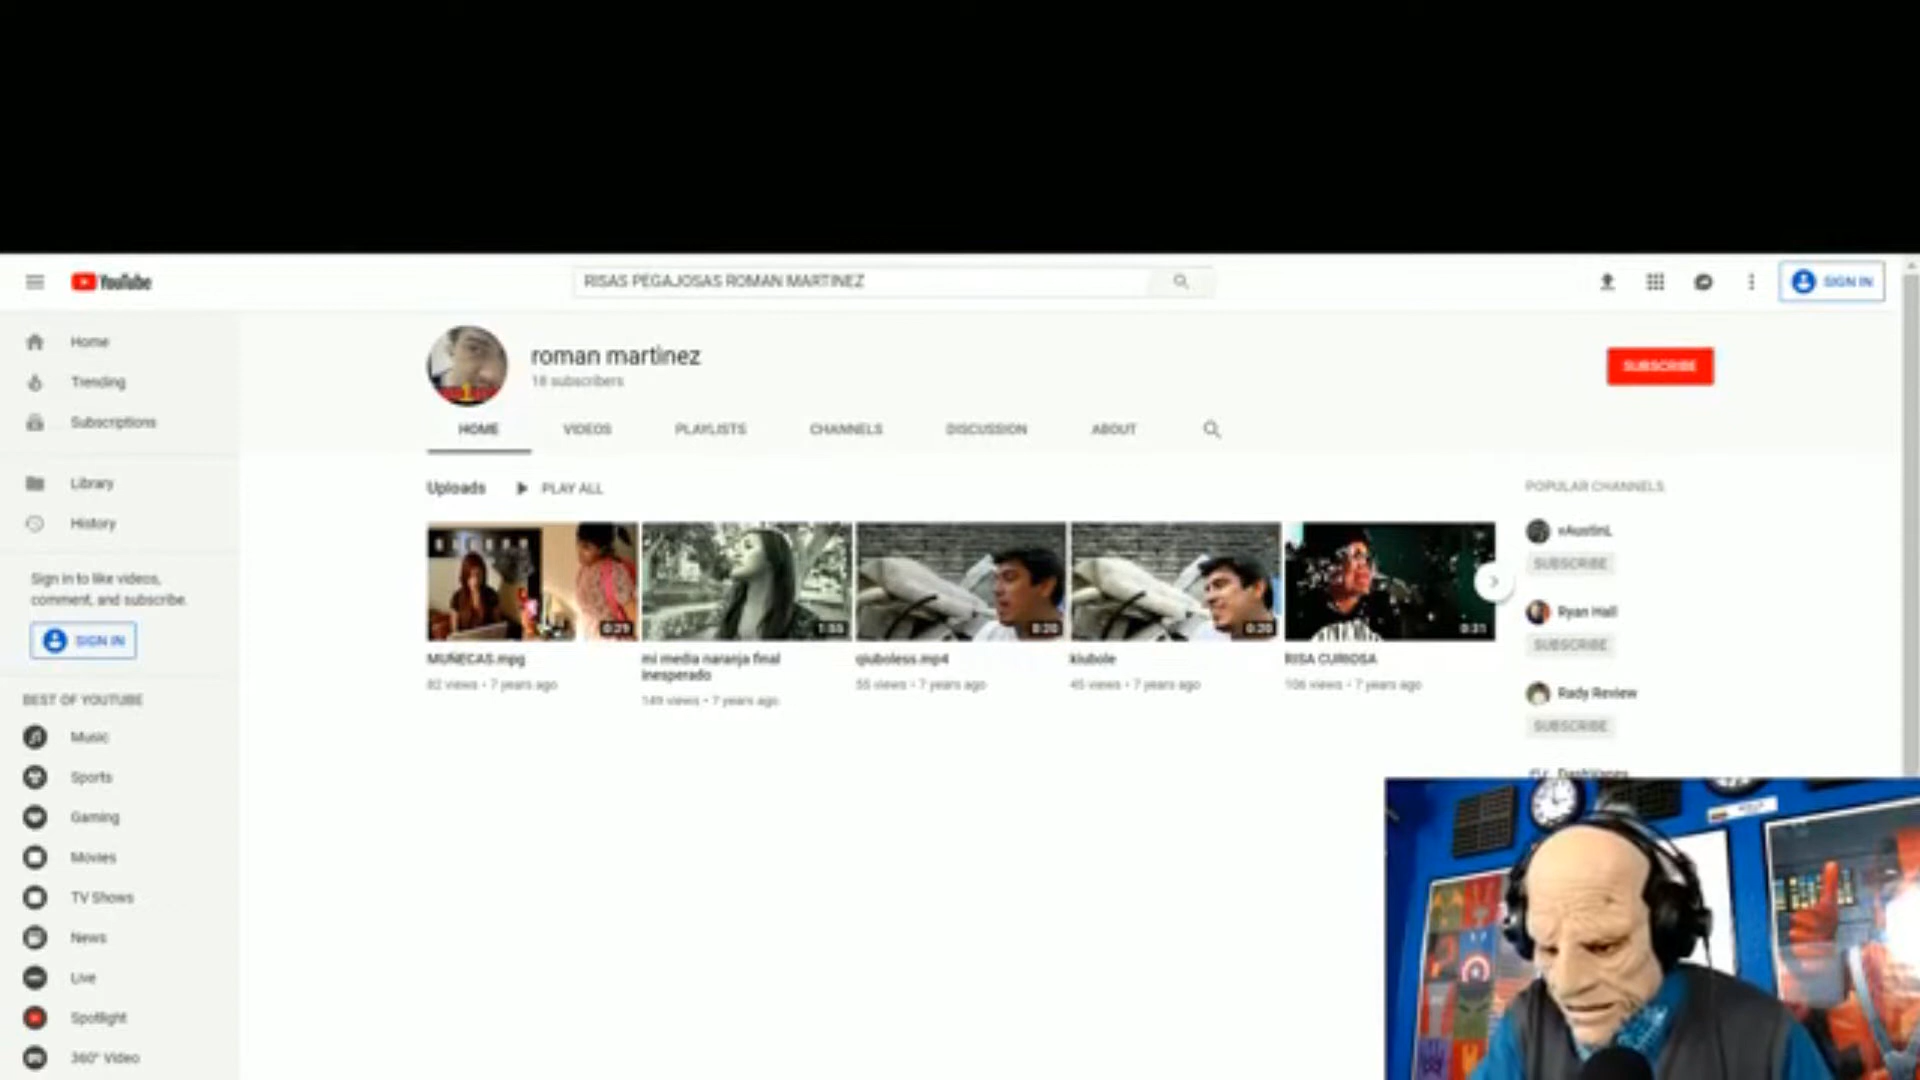 YouTube
RISAS PEGAJOSAS ROMAN MARTINEZ
SIGN IN
Home
Trending
Subscriptions
Library
History
Sign in to like videos,
comment, and subscribe.
SIGN IN
BEST OF YOUTUBE
Music
Sports
Gaming
Movies
TV Shows
News
Live
Spotlight
360° Video
roman martinez
18 subscribers
SUBSCRIBE
HOME VIDEOS PLAYLISTS CHANNELS DISCUSSION ABOUT
Uploads PLAY ALL
0:29
MUÑECAS.mpg
82 views • 7 years ago
1:55
mi media naranja final
inesperado
149 views • 7 years ago
0:20
qiuboless.mp4
55 views • 7 years ago
0:20
kiubole
45 views • 7 years ago
0:31
RISA CURIOSA
106 views • 7 years ago
POPULAR CHANNELS
SUBSCRIBE
Ryan Hall
SUBSCRIBE
Rady Review
SUBSCRIBE